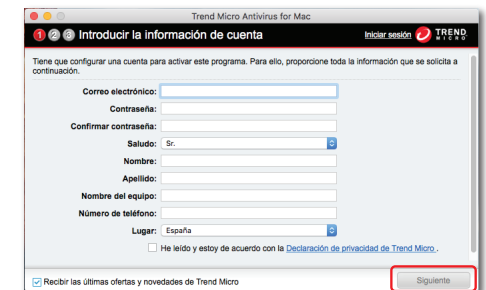 Trend Micro Antivirus for Mac
1 2 3 Introducir la información de cuenta
Iniciar sesión
TREND MICRO
Tiene que configurar una cuenta para activar este programa. Para ello, proporcione toda la información que se solicita a
continuación.
Correo electrónico:
Contraseña:
Confirmar contraseña:
Saludo: Sr.
Nombre:
Apellido:
Nombre del equipo:
Número de teléfono:
Lugar: España
He leído y estoy de acuerdo con la Declaración de privacidad de Trend Micro .
Recibir las últimas ofertas y novedades de Trend Micro
Siguiente